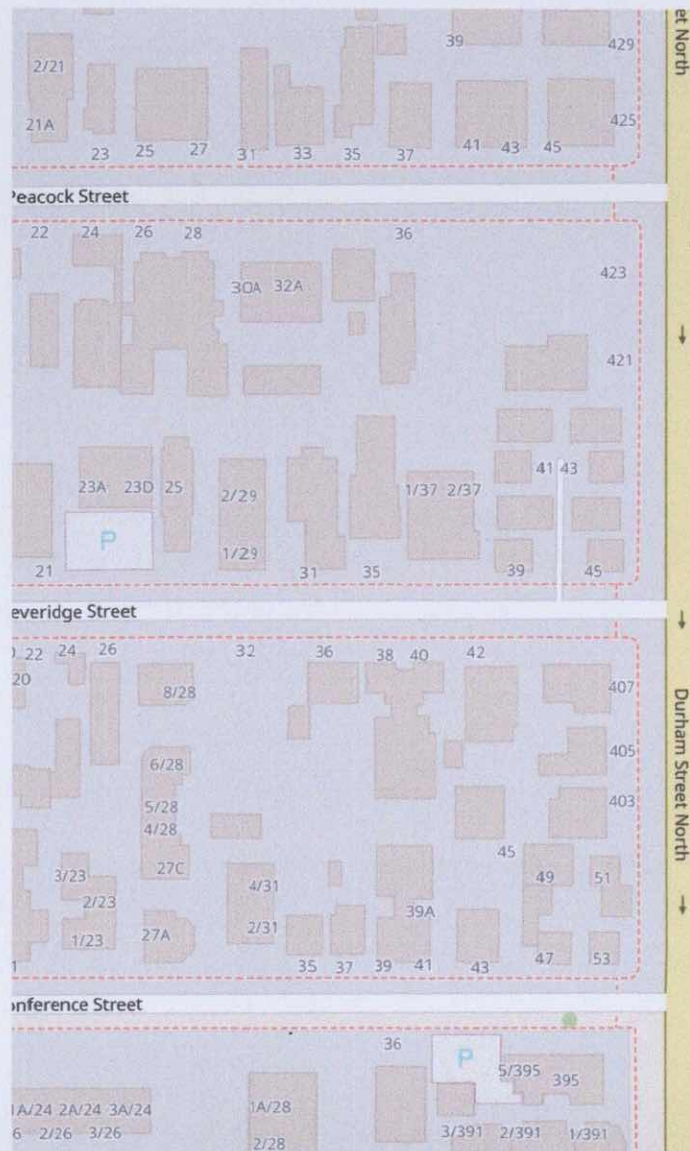 39
429
et North
2/21
21A
425
23 25 27 31 33 35 37 41 43 45
Peacock Street
22 24 26 28 36
30A 32A
423
421
23A 23D 25 2/29 1/37 2/37 41 43
P
1/29
21 31 35 39 45
everidge Street
22 24 26 32 36 38 40 42
20
8/28
407
Durham Street North
6/28
405
5/28
403
4/28
45
27C
3/23
4/31
49 51
2/23
39A
1/23 27A 2/31
35 37 39 41 43 47 53
onference Street
36
P
5/395 395
1A/24 2A/24 3A/24 1A/28
6 2/26 3/26 3/391 2/391 1/391
2/28